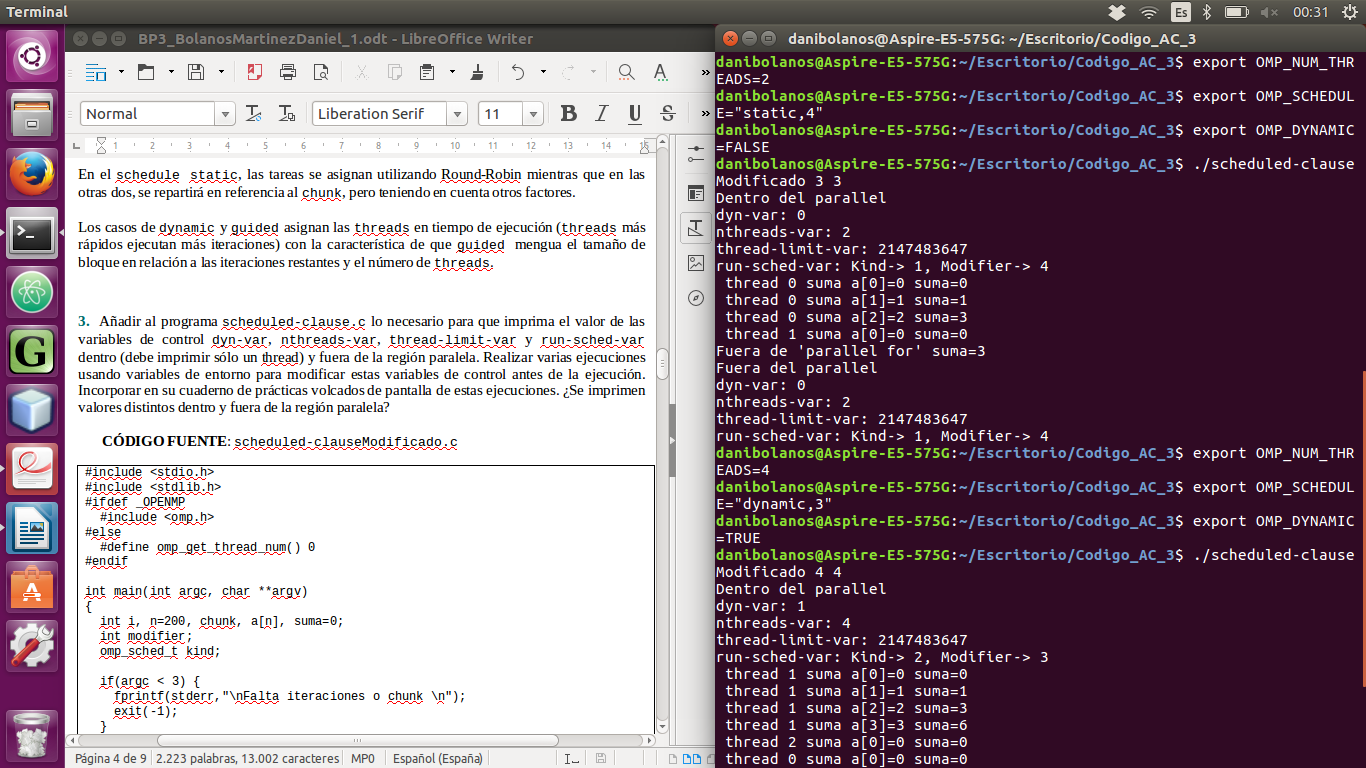 Terminal
Es
00:31
BP3_BolanosMartinezDaniel_1.odt - LibreOffice Writer
Normal
Liberation Serif
11
B I U S
1 2 3 4 5 6 7 8 9 10 11 12 13 14 15
En el schedule static, las tareas se asignan utilizando Round-Robin mientras que en las
otras dos, se repartirá en referencia al chunk, pero teniendo en cuenta otros factores.
Los casos de dynamic y guided asignan las threads en tiempo de ejecución (threads más
rápidos ejecutan más iteraciones) con la característica de que guided mengua el tamaño de
bloque en relación a las iteraciones restantes y el número de threads.
3. Añadir al programa scheduled-clause.c lo necesario para que imprima el valor de las
variables de control dyn-var, nthreads-var, thread-limit-var y run-sched-var
dentro (debe imprimir sólo un thread) y fuera de la región paralela. Realizar varias ejecuciones
usando variables de entorno para modificar estas variables de control antes de la ejecución.
Incorporar en su cuaderno de prácticas volcados de pantalla de estas ejecuciones. ¿Se imprimen
valores distintos dentro y fuera de la región paralela?
CÓDIGO FUENTE: scheduled-clauseModificado.c
#include <stdio.h>
#include <stdlib.h>
#ifdef _OPENMP
#include <omp.h>
#else
#define omp_get_thread_num() 0
#endif
int main(int argc, char **argv)
{
int i, n=200, chunk, a[n], suma=0;
int modifier;
omp_sched_t kind;
if(argc < 3) {
fprintf(stderr,"\nFalta iteraciones o chunk \n");
exit(-1);
}
Página 4 de 9 2.223 palabras, 13.002 caracteres MP0 Español (España)
danibolanos@Aspire-E5-575G: ~/Escritorio/Codigo_AC_3
danibolanos@Aspire-E5-575G:~/Escritorio/Codigo_AC_3$ export OMP_NUM_THR
EADS=2
danibolanos@Aspire-E5-575G:~/Escritorio/Codigo_AC_3$ export OMP_SCHEDUL
E="static,4"
danibolanos@Aspire-E5-575G:~/Escritorio/Codigo_AC_3$ export OMP_DYNAMIC
=FALSE
danibolanos@Aspire-E5-575G:~/Escritorio/Codigo_AC_3$ ./scheduled-clause
Modificado 3 3
Dentro del parallel
dyn-var: 0
nthreads-var: 2
thread-limit-var: 2147483647
run-sched-var: Kind-> 1, Modifier-> 4
thread 0 suma a[0]=0 suma=0
thread 0 suma a[1]=1 suma=1
thread 0 suma a[2]=2 suma=3
thread 1 suma a[0]=0 suma=0
Fuera de 'parallel for' suma=3
Fuera del parallel
dyn-var: 0
nthreads-var: 2
thread-limit-var: 2147483647
run-sched-var: Kind-> 1, Modifier-> 4
danibolanos@Aspire-E5-575G:~/Escritorio/Codigo_AC_3$ export OMP_NUM_THR
EADS=4
danibolanos@Aspire-E5-575G:~/Escritorio/Codigo_AC_3$ export OMP_SCHEDUL
E="dynamic,3"
danibolanos@Aspire-E5-575G:~/Escritorio/Codigo_AC_3$ export OMP_DYNAMIC
=TRUE
danibolanos@Aspire-E5-575G:~/Escritorio/Codigo_AC_3$ ./scheduled-clause
Modificado 4 4
Dentro del parallel
dyn-var: 1
nthreads-var: 4
thread-limit-var: 2147483647
run-sched-var: Kind-> 2, Modifier-> 3
thread 1 suma a[0]=0 suma=0
thread 1 suma a[1]=1 suma=1
thread 1 suma a[2]=2 suma=3
thread 1 suma a[3]=3 suma=6
thread 2 suma a[0]=0 suma=0
thread 0 suma a[0]=0 suma=0